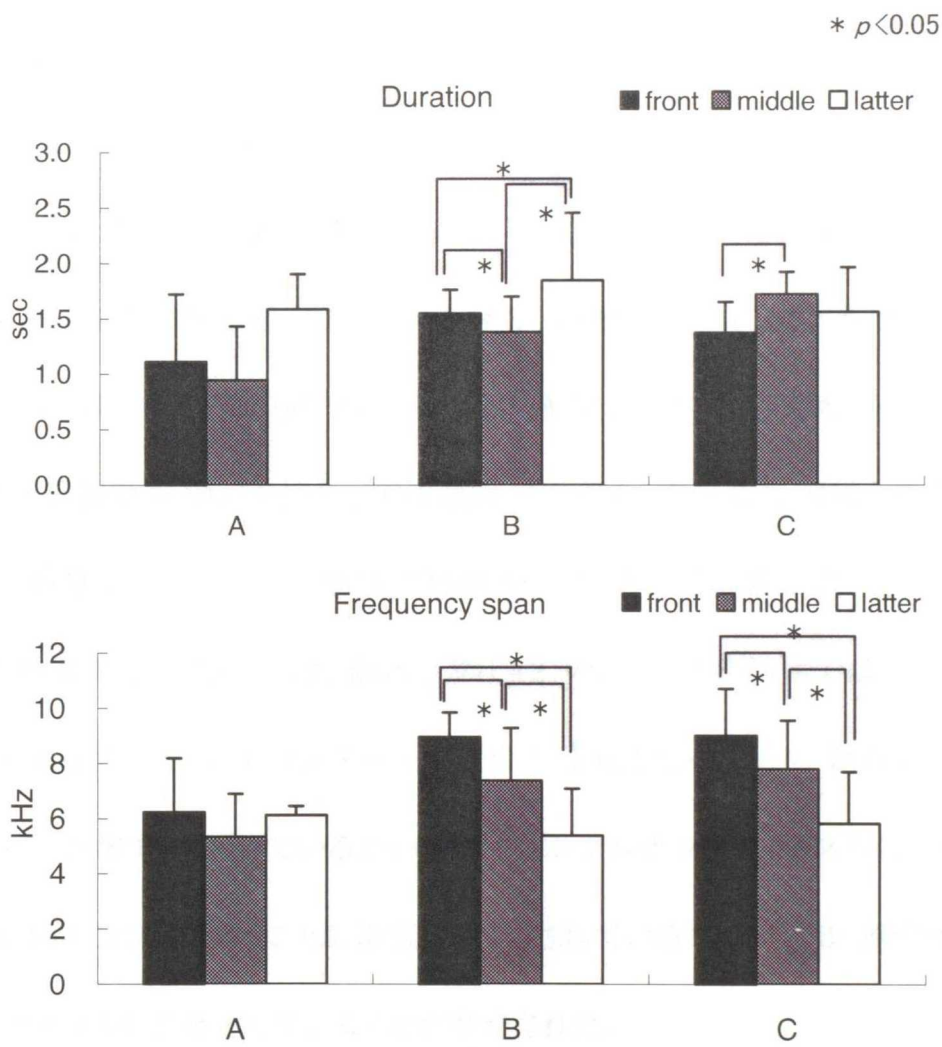 * p<0.05
Duration
front middle latter
3.0
2.5
2.0
1.5
1.0
0.5
0.0
sec
* * * *
A B C
Frequency span
front middle latter
12
10
8
6
4
2
0
kHz
* * * * * *
A B C